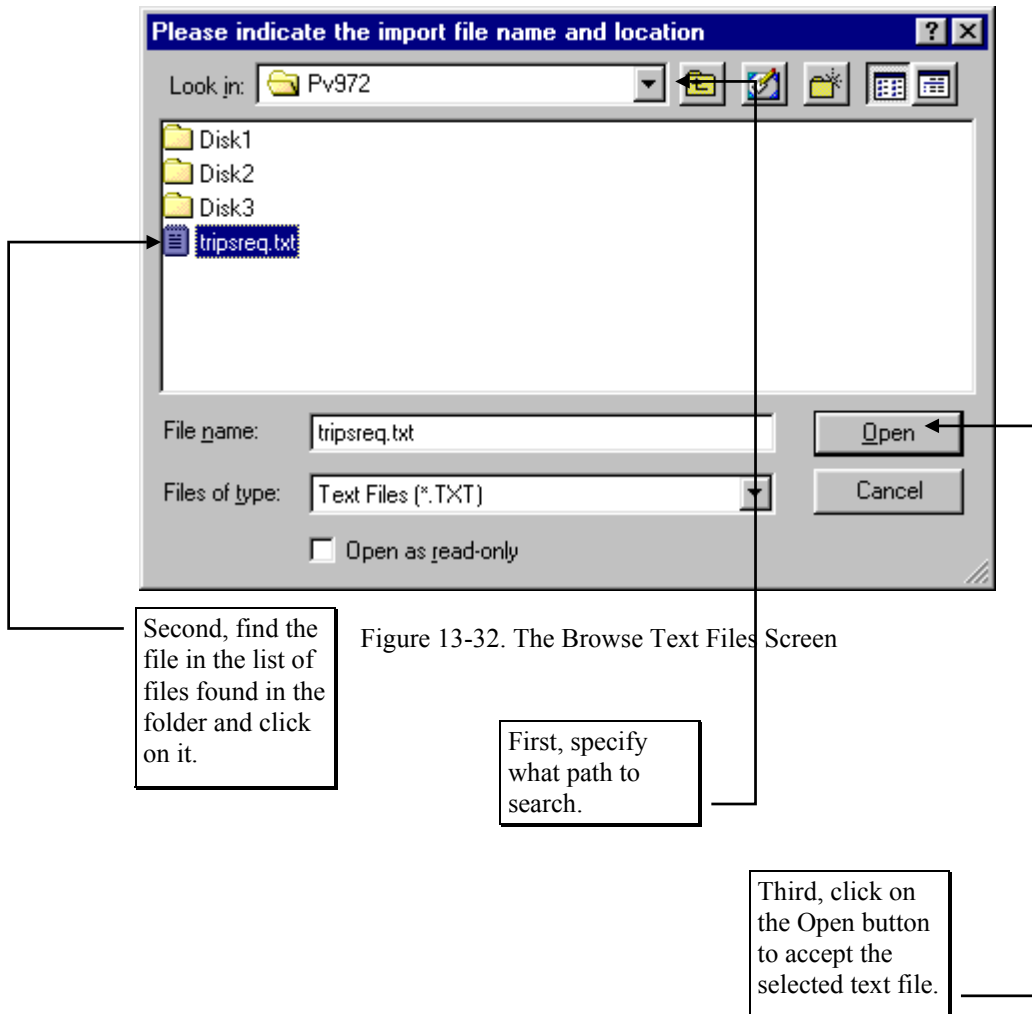 Please indicate the import file name and location
Look in: Pv972
Disk1
Disk2
Disk3
tripsreq.txt
File name: tripsreq.txt Open
Files of type: Text Files (*.TXT) Cancel
Open as read-only
Second, find the
file in the list of
files found in the
folder and click
on it.
Figure 13-32. The Browse Text Files Screen
First, specify
what path to
search.
Third, click on
the Open button
to accept the
selected text file.